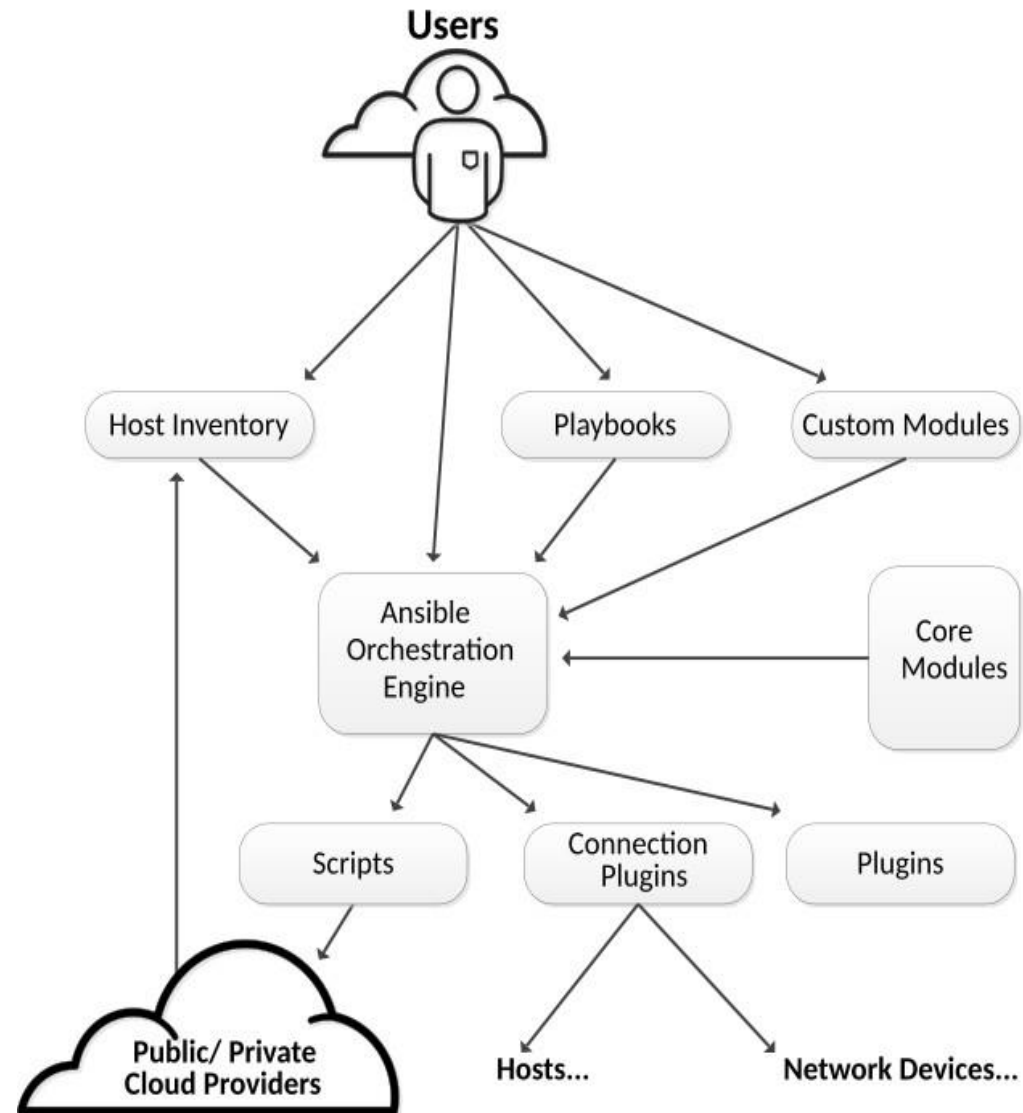 Users
Host Inventory
Playbooks
Custom Modules
Ansible
Orchestration
Engine
Core
Modules
Scripts
Connection
Plugins
Plugins
Public/ Private
Cloud Providers
Hosts...
Network Devices...